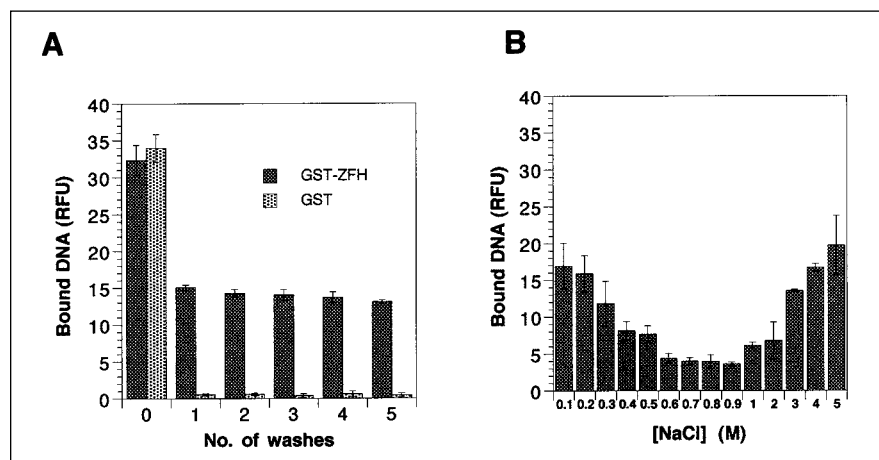 A
40
35
30
25
20
15
10
5
0
Bound DNA (RFU)
GST-ZFH
GST
0 1 2 3 4 5
No. of washes
B
40
35
30
25
20
15
10
5
0
Bound DNA (RFU)
0.1 0.2 0.3 0.4 0.5 0.6 0.7 0.8 0.9 1 2 3 4 5
[NaCl] (M)